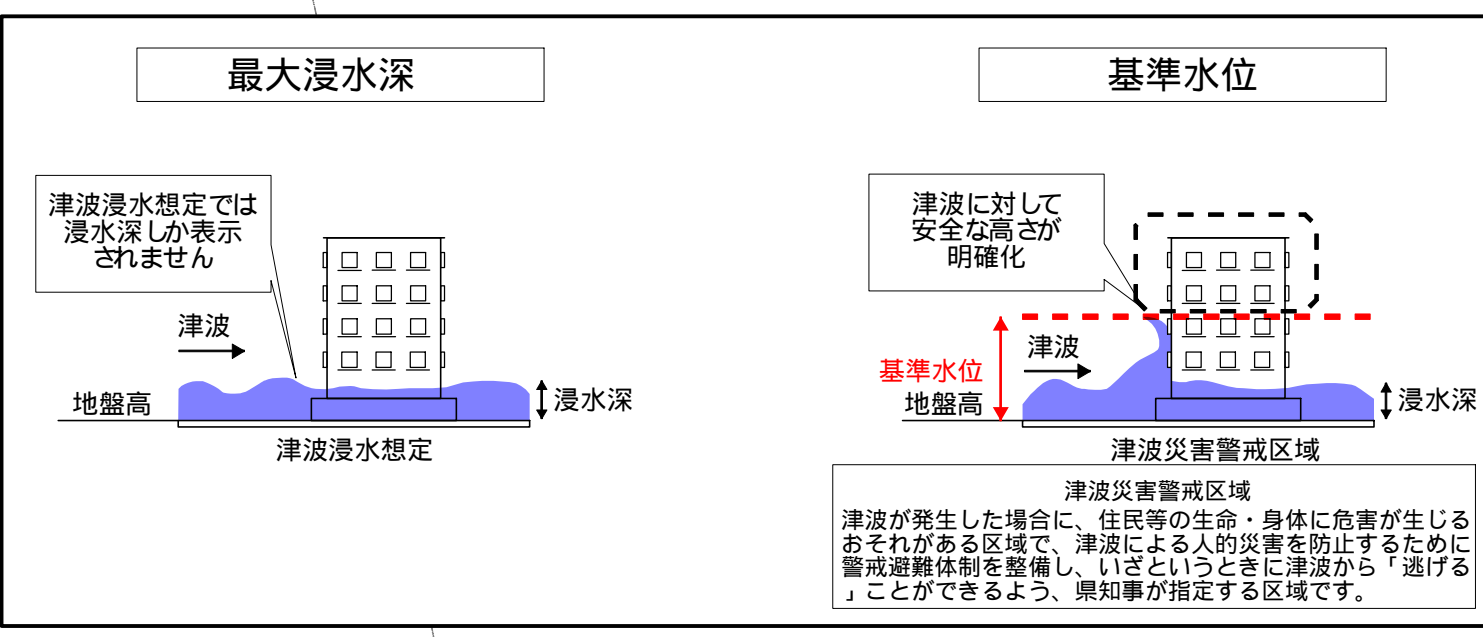 最大浸水深
津波浸水想定では
浸水深しか表示
されません
津波
地盤高
浸水深
津波浸水想定
基準水位
津波に対して
安全な高さが
明確化
津波
基準水位
地盤高
浸水深
津波災害警戒区域
津波災害警戒区域
津波が発生した場合に、住民等の生命・身体に危害が生じる
おそれがある区域で、津波による人的災害を防止するために
警戒避難体制を整備し、いざというときに津波から「逃げる
」ことができるよう、県知事が指定する区域です。